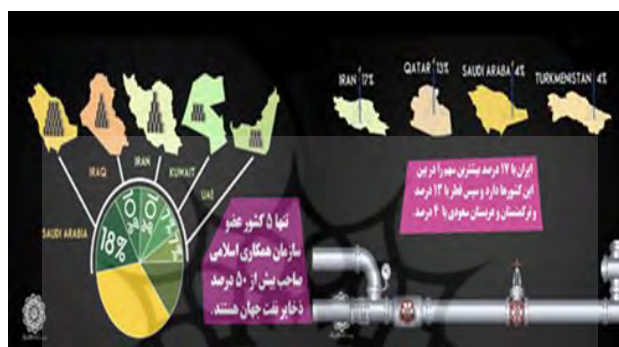 IRAN 17%
QATAR 13%
SAUDI ARABA 4%
TURKMENISTAN 4%
ایران با ۱۷ درصد بیشترین سهم را در بین
این کشورها دارد و سپس قطر با ۱۳ درصد
و ترکمنستان و عربستان سعودی با ۴ درصد.
SAUDI ARABIA
IRAQ
IRAN
KUWAIT
UAE
18%
تنها ۵ کشور عضو
سازمان همکاری اسلامی
صاحب بیش از ۵۰ درصد
ذخایر نفت جهان هستند.